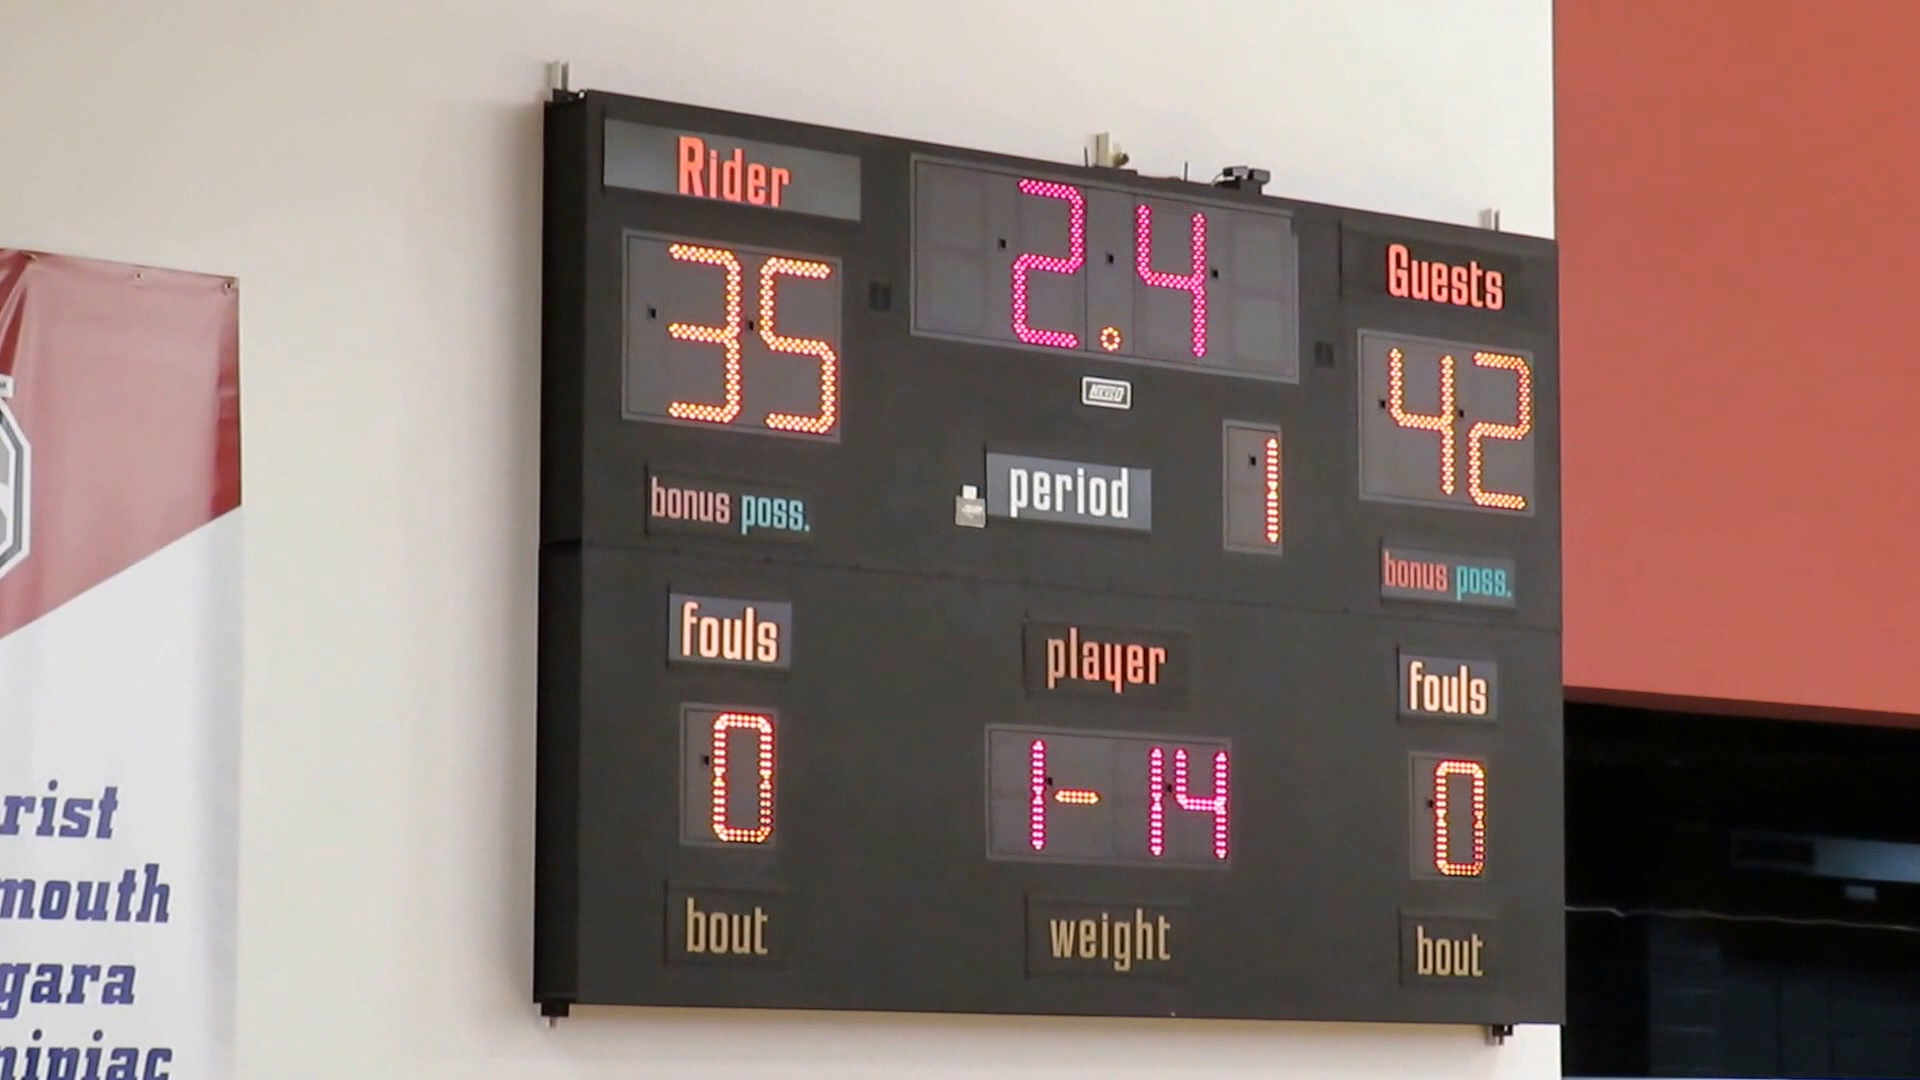 Rider
2.4
Guests
35
42
bonus poss.
period
1
bonus poss.
fouls
player
fouls
0
1-14
0
bout
weight
bout
rist
mouth
gara
nipiac